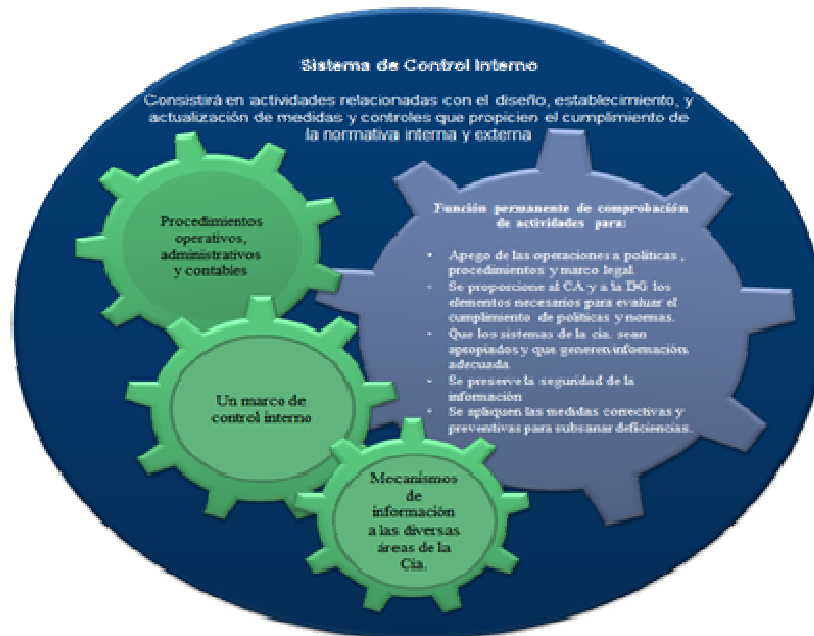 Sistema de Control Interno
Consistirá en actividades relacionadas con el diseño, establecimiento, y
actualización de medidas y controles que propicien el cumplimiento de
la normativa interna y externa
Procedimientos
operativos,
administrativos
y contables
Un marco de
control interno
Mecanismos
de
información
a las diversas
áreas de la
Cia.
Función permanente de comprobación
de actividades para:
• Apego de las operaciones a políticas ,
procedimientos y marco legal.
• Se proporcione al CA y a la DG los
elementos necesarios para evaluar el
cumplimiento de políticas y normas.
• Que los sistemas de la cia. sean
apropiados y que generen información
adecuada.
• Se preserve la seguridad de la
información
• Se apliquen las medidas correctivas y
preventivas para subsanar deficiencias.